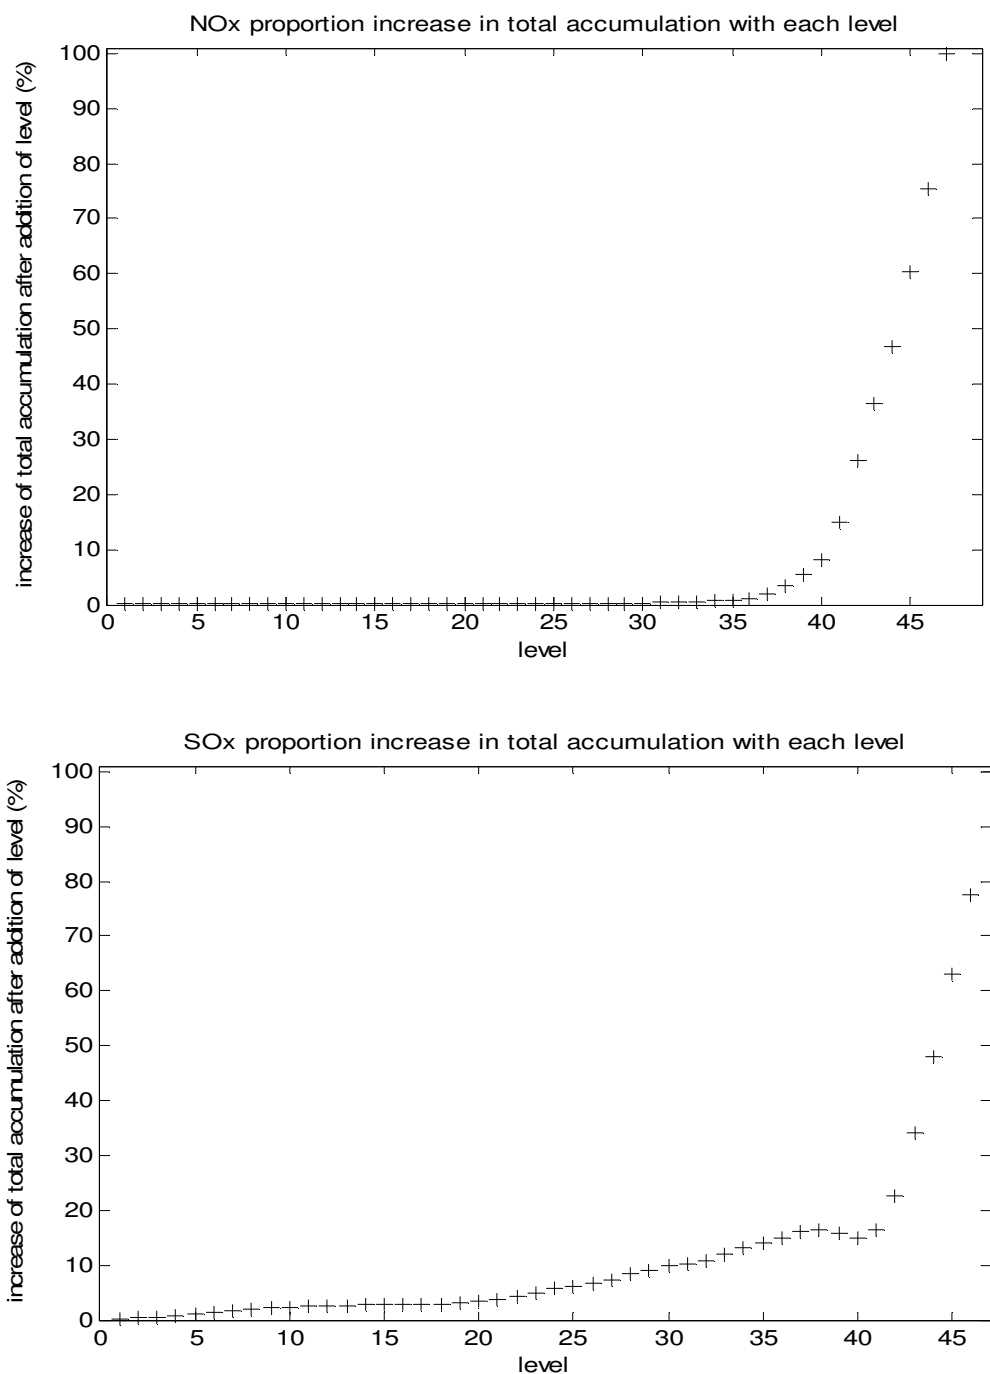 NOx proportion increase in total accumulation with each level
increase of total accumulation after addition of level (%)
100
90
80
70
60
50
40
30
20
10
0
0 5 10 15 20 25 30 35 40 45
level
SOx proportion increase in total accumulation with each level
increase of total accumulation after addition of level (%)
100
90
80
70
60
50
40
30
20
10
0
0 5 10 15 20 25 30 35 40 45
level